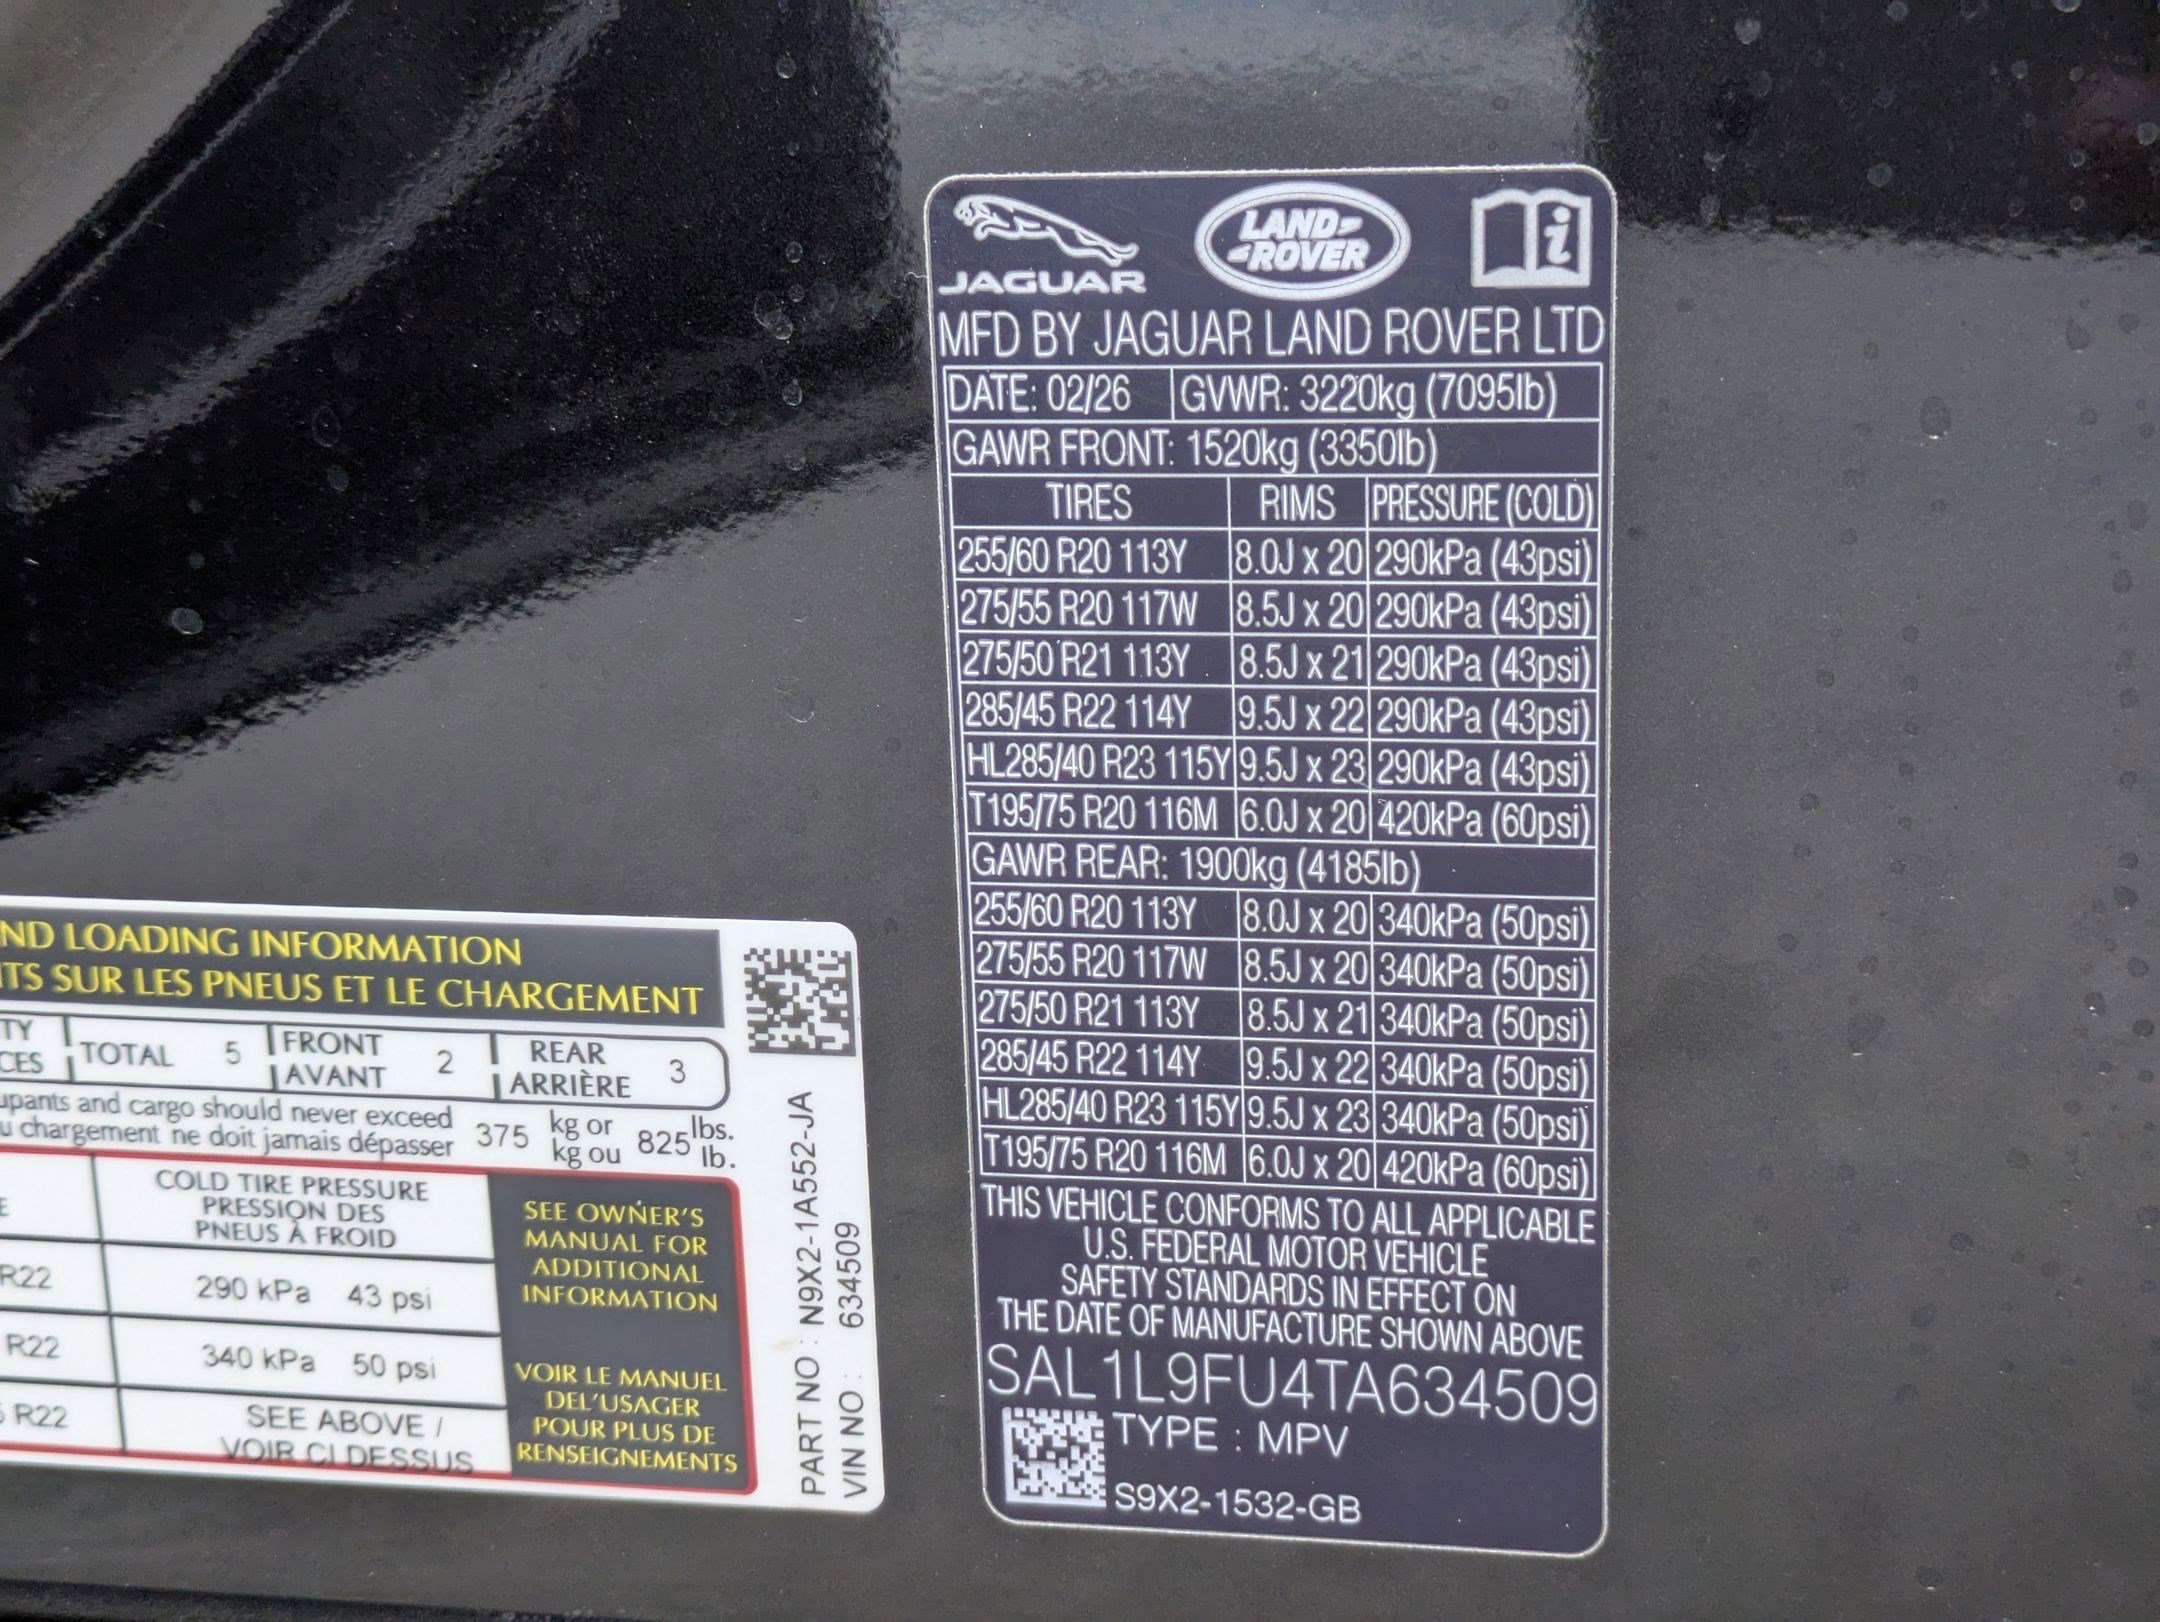 JAGUAR
LAND-
-ROVER
i
MFD BY JAGUAR LAND ROVER LTD
DATE: 02/26 GVWR: 3220kg (7095lb)
GAWR FRONT: 1520kg (3350lb)
TIRES RIMS PRESSURE (COLD)
255/60 R20 113Y 8.0J x 20 290kPa (43psi)
275/55 R20 117W 8.5J x 20 290kPa (43psi)
275/50 R21 113Y 8.5J x 21 290kPa (43psi)
285/45 R22 114Y 9.5J x 22 290kPa (43psi)
HL285/40 R23 115Y 9.5J x 23 290kPa (43psi)
T195/75 R20 116M 6.0J x 20 420kPa (60psi)
GAWR REAR: 1900kg (4185lb)
255/60 R20 113Y 8.0J x 20 340kPa (50psi)
275/55 R20 117W 8.5J x 20 340kPa (50psi)
275/50 R21 113Y 8.5J x 21 340kPa (50psi)
285/45 R22 114Y 9.5J x 22 340kPa (50psi)
HL285/40 R23 115Y 9.5J x 23 340kPa (50psi)
T195/75 R20 116M 6.0J x 20 420kPa (60psi)
THIS VEHICLE CONFORMS TO ALL APPLICABLE
U.S. FEDERAL MOTOR VEHICLE
SAFETY STANDARDS IN EFFECT ON
THE DATE OF MANUFACTURE SHOWN ABOVE
SAL1L9FU4TA634509
TYPE : MPV
S9X2-1532-GB
ND LOADING INFORMATION
TS SUR LES PNEUS ET LE CHARGEMENT
TY
CES
TOTAL 5
FRONT
AVANT
2
REAR
ARRIÈRE
3
upants and cargo should never exceed
u chargement ne doit jamais dépasser
375 kg or
kg ou
825 lbs.
lb.
E
COLD TIRE PRESSURE
PRESSION DES
PNEUS À FROID
R22 290 kPa 43 psi
R22 340 kPa 50 psi
R22 SEE ABOVE /
VOIR CI DESSUS
SEE OWNER'S
MANUAL FOR
ADDITIONAL
INFORMATION
VOIR LE MANUEL
DEL'USAGER
POUR PLUS DE
RENSEIGNEMENTS
PART NO : N9X2-1A552-JA
VIN NO : 634509